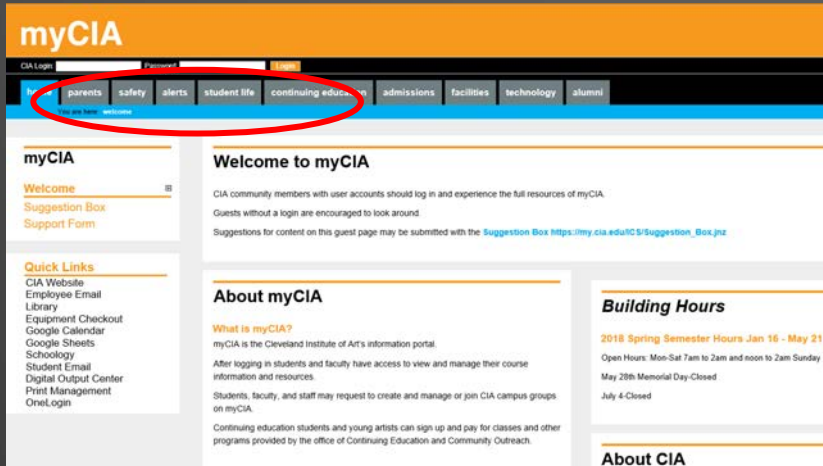 myCIA
CIA Login: Password: Login
home parents safety alerts student life continuing education admissions facilities technology alumni
You are here: welcome
myCIA
Welcome
Suggestion Box
Support Form
Quick Links
CIA Website
Employee Email
Library
Equipment Checkout
Google Calendar
Google Sheets
Schoology
Student Email
Digital Output Center
Print Management
OneLogin
Welcome to myCIA
CIA community members with user accounts should log in and experience the full resources of myCIA.
Guests without a login are encouraged to look around.
Suggestions for content on this guest page may be submitted with the Suggestion Box https://my.cia.edu/ICS/Suggestion_Box.jnz
About myCIA
What is myCIA?
myCIA is the Cleveland Institute of Art's information portal.
After logging in students and faculty have access to view and manage their course
information and resources.
Students, faculty, and staff may request to create and manage or join CIA campus groups
on myCIA.
Continuing education students and young artists can sign up and pay for classes and other
programs provided by the office of Continuing Education and Community Outreach.
Building Hours
2018 Spring Semester Hours Jan 16 - May 21
Open Hours: Mon-Sat 7am to 2am and noon to 2am Sunday
May 28th Memorial Day-Closed
July 4-Closed
About CIA